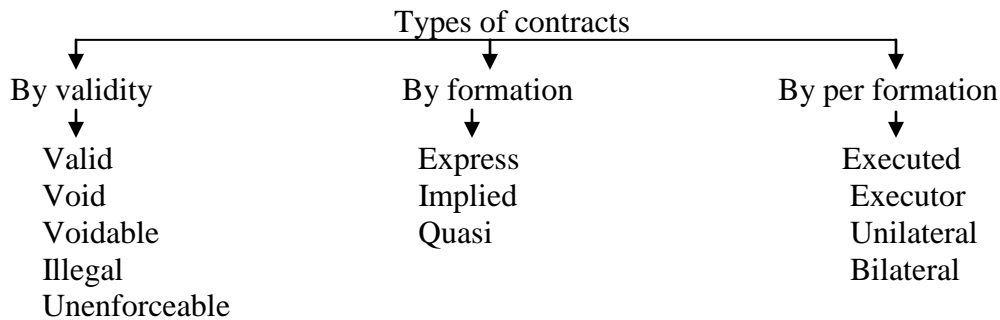 Types of contracts
By validity By formation By per formation
Valid Express Executed
Void Implied Executor
Voidable Quasi Unilateral
Illegal Bilateral
Unenforceable